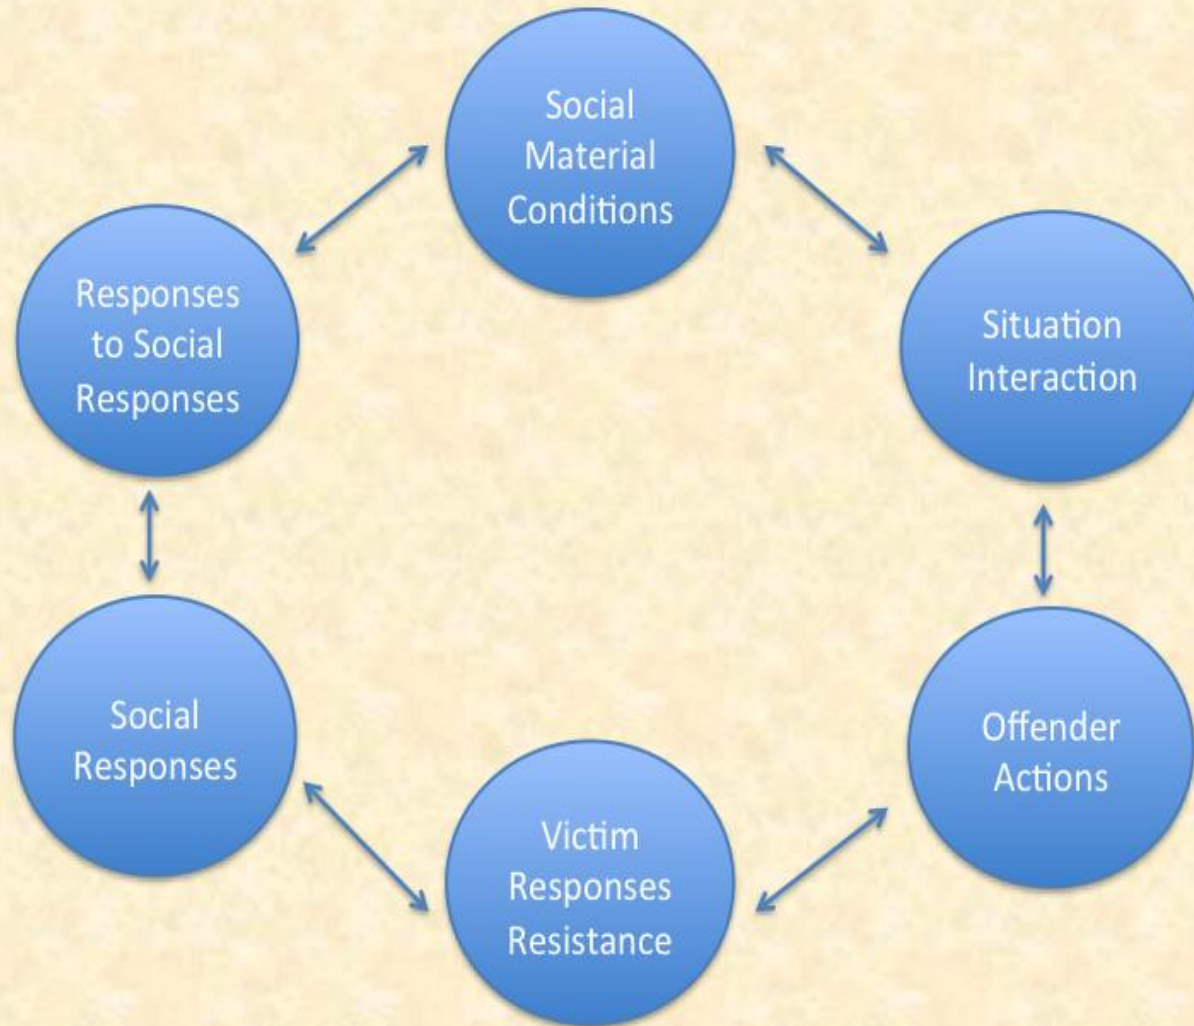 Social
Material
Conditions
Situation
Interaction
Offender
Actions
Victim
Responses
Resistance
Social
Responses
Responses
to Social
Responses